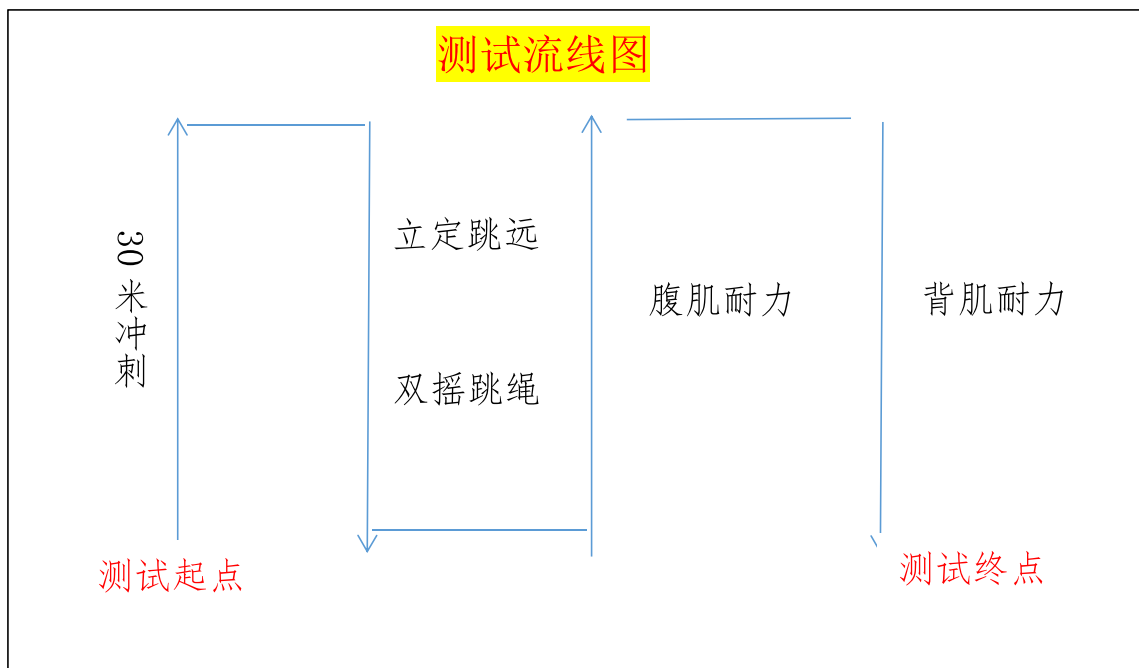 测试流线图
30米冲刺
立定跳远
双摇跳绳
腹肌耐力
背肌耐力
测试起点
测试终点